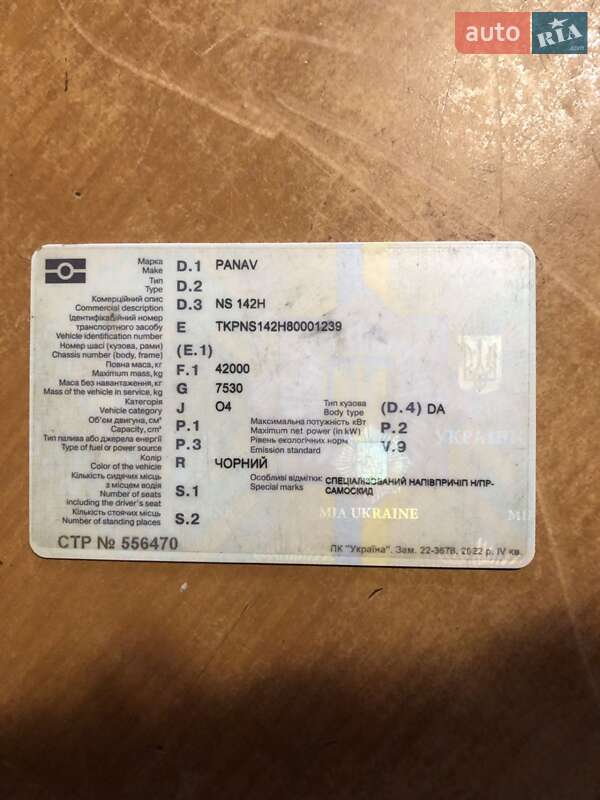 auto RIA.com
Марка
Make D.1 PANAV
Тип
Type D.2
Комерційний опис
Commercial description D.3 NS 142H
Ідентифікаційний номер
транспортного засобу
Vehicle identification number E TKPNS142H80001239
Номер шасі (кузова, рами)
Chassis number (body, frame) (E.1)
Повна маса, кг
Maximum mass, kg F.1 42000
Маса без навантаження, кг
Mass of the vehicle in service, kg G 7530
Категорія
Vehicle category J O4
Тип кузова
Body type (D.4) DA
Об'єм двигуна, см³
Capacity, cm³ P.1
Максимальна потужність кВт
Maximum net power (in kW) P.2
Тип палива або джерела енергії
Type of fuel or power source P.3
Рівень екологічних норм
Emission standard V.9
Колір
Color of the vehicle R ЧОРНИЙ
Особливі відмітки:
Special marks СПЕЦІАЛІЗОВАНИЙ НАПІВПРИЧІП Н/ПР-
САМОСКИД
Кількість сидячих місць
з місцем водія
Number of seats
including the driver's seat S.1
Кількість стоячих місць
Number of standing places S.2
УКРАЇНА
MIA UKRAINE
СТР № 556470
ПК "Україна". Зам. 22-3678. 2022 р. IV кв.